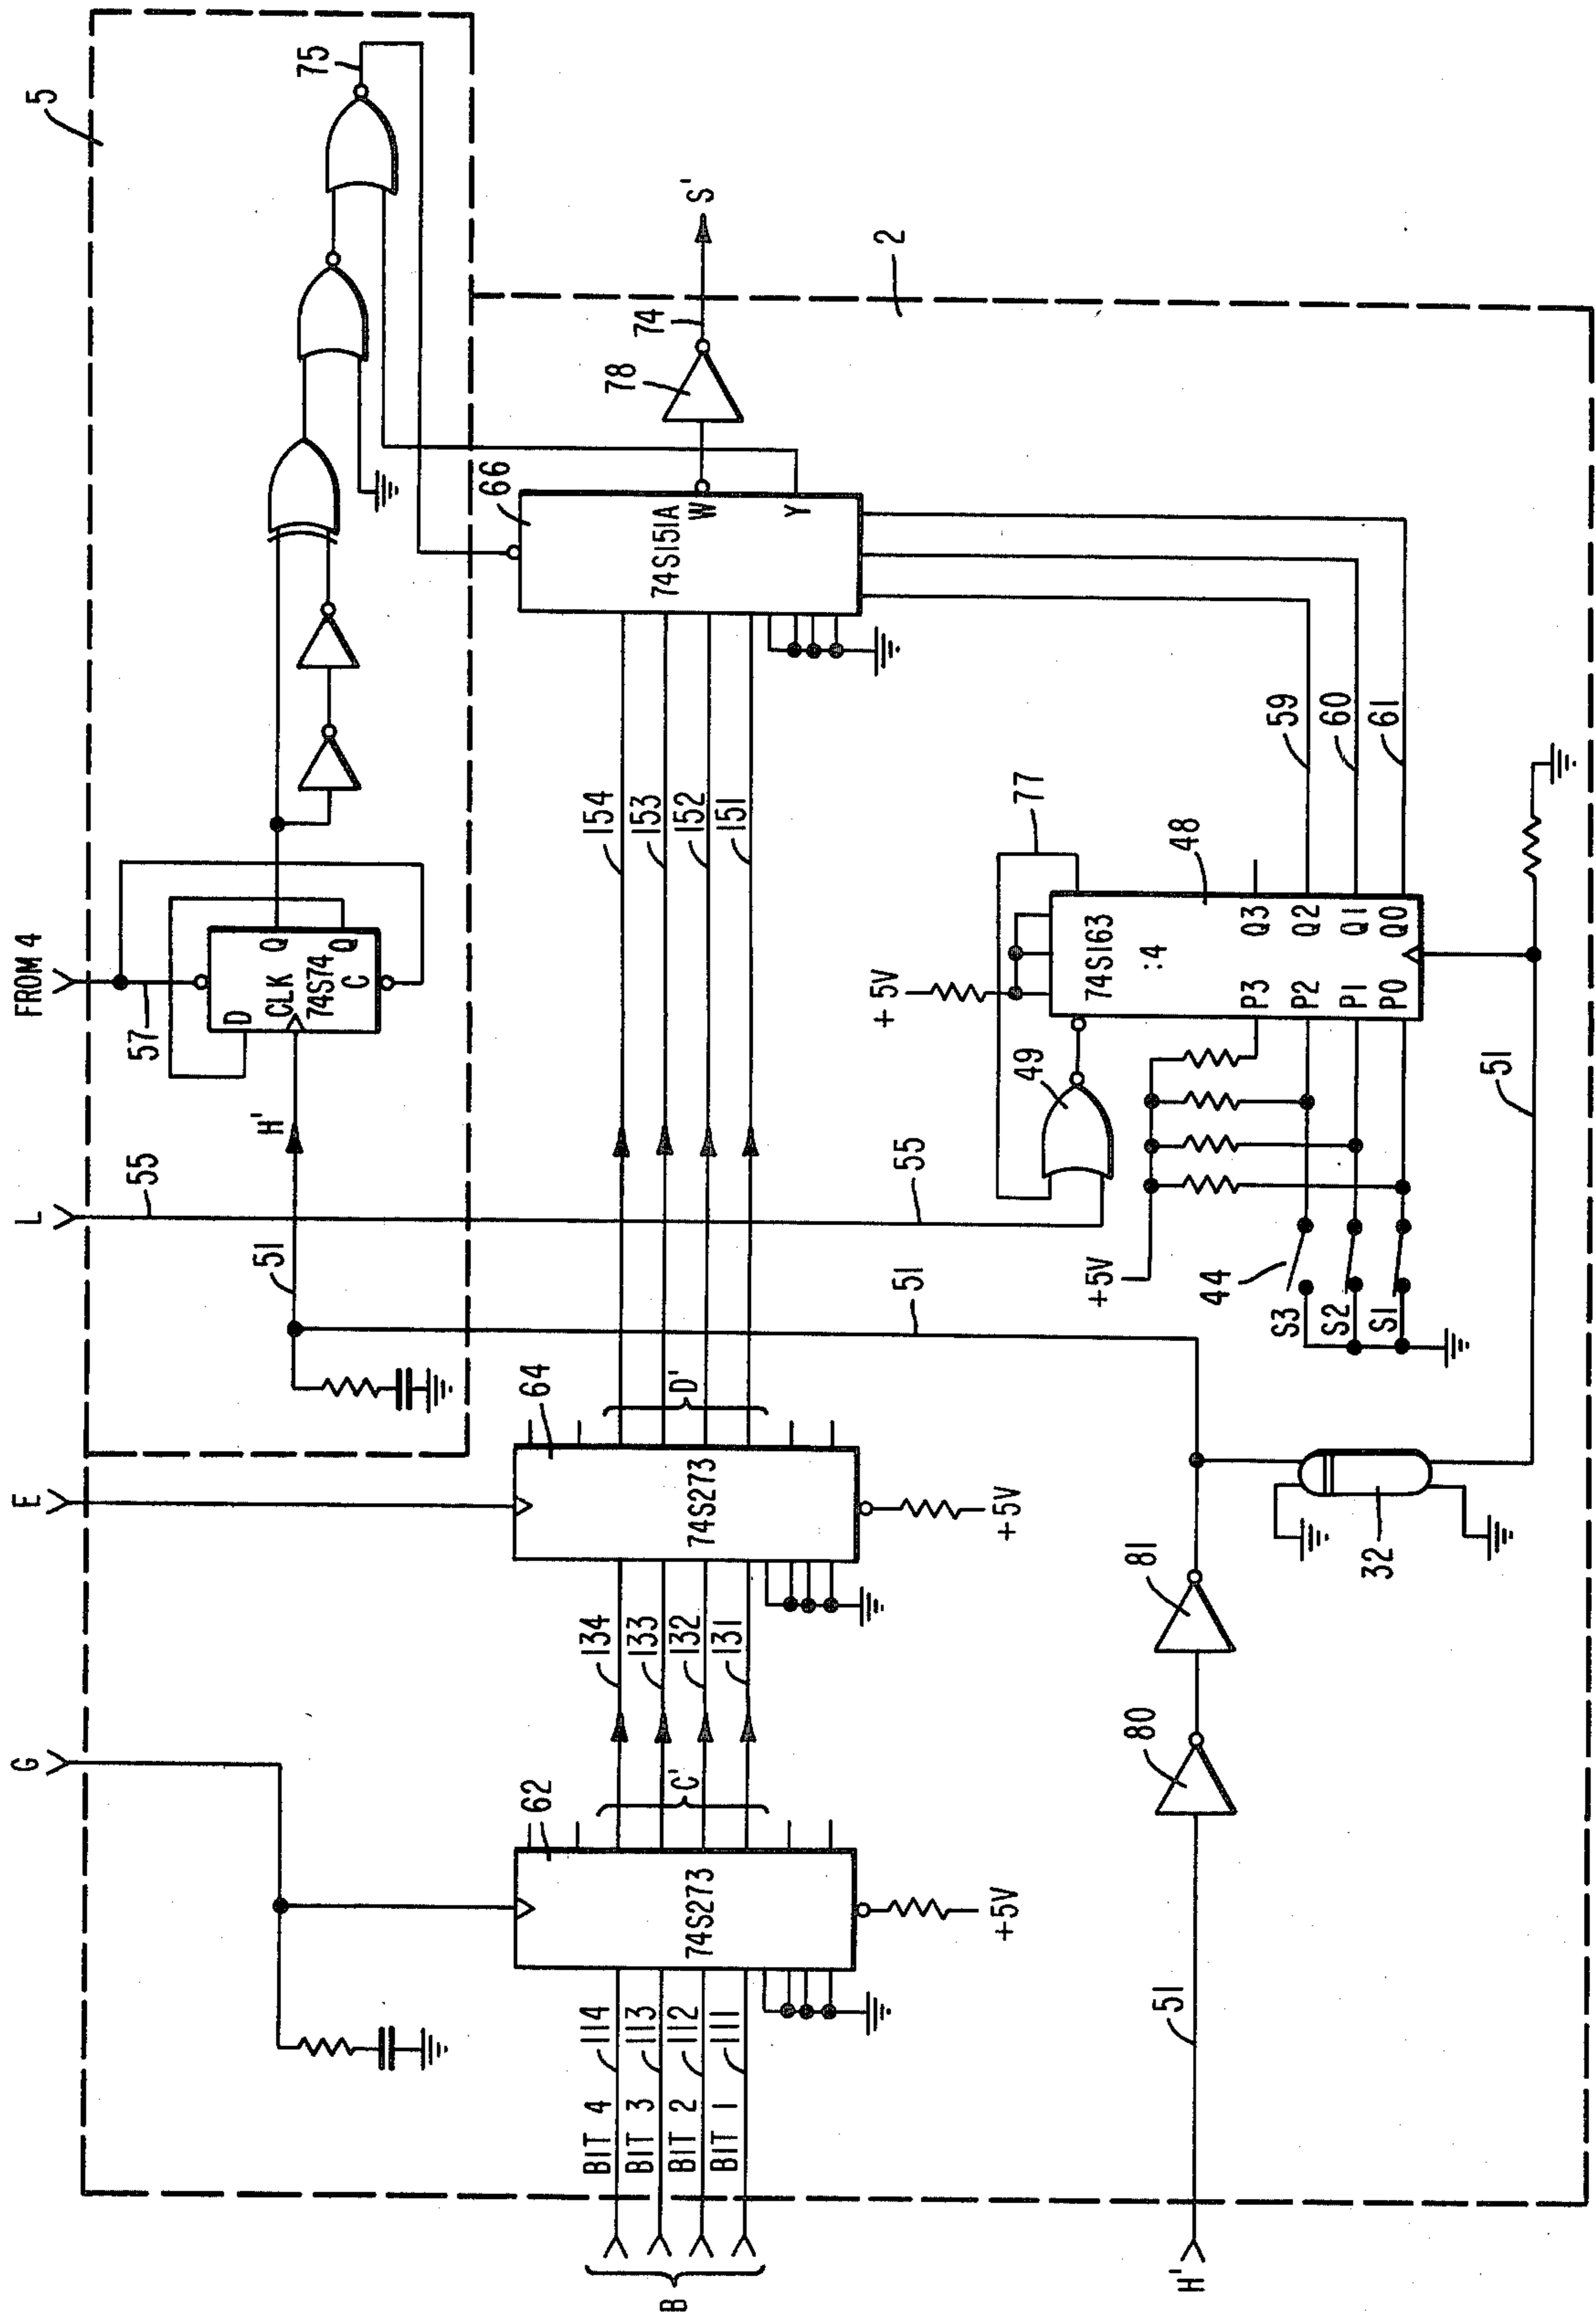 FROM 4
L
E
G
5
75
57
D
CLK
74S74
Q
Q
C
H'
55
51
66
74S151A
W
Y
78
74
S'
2
154
153
152
151
64
74S273
D'
+5V
134
133
132
131
62
74S273
C'
+5V
BIT 4
114
BIT 3
113
BIT 2
112
BIT 1
111
B
77
48
74S163
:4
Q3
Q2
Q1
Q0
P3
P2
P1
P0
+5V
49
55
+5V
44
S3
S2
S1
59
60
61
51
51
32
81
80
51
H'